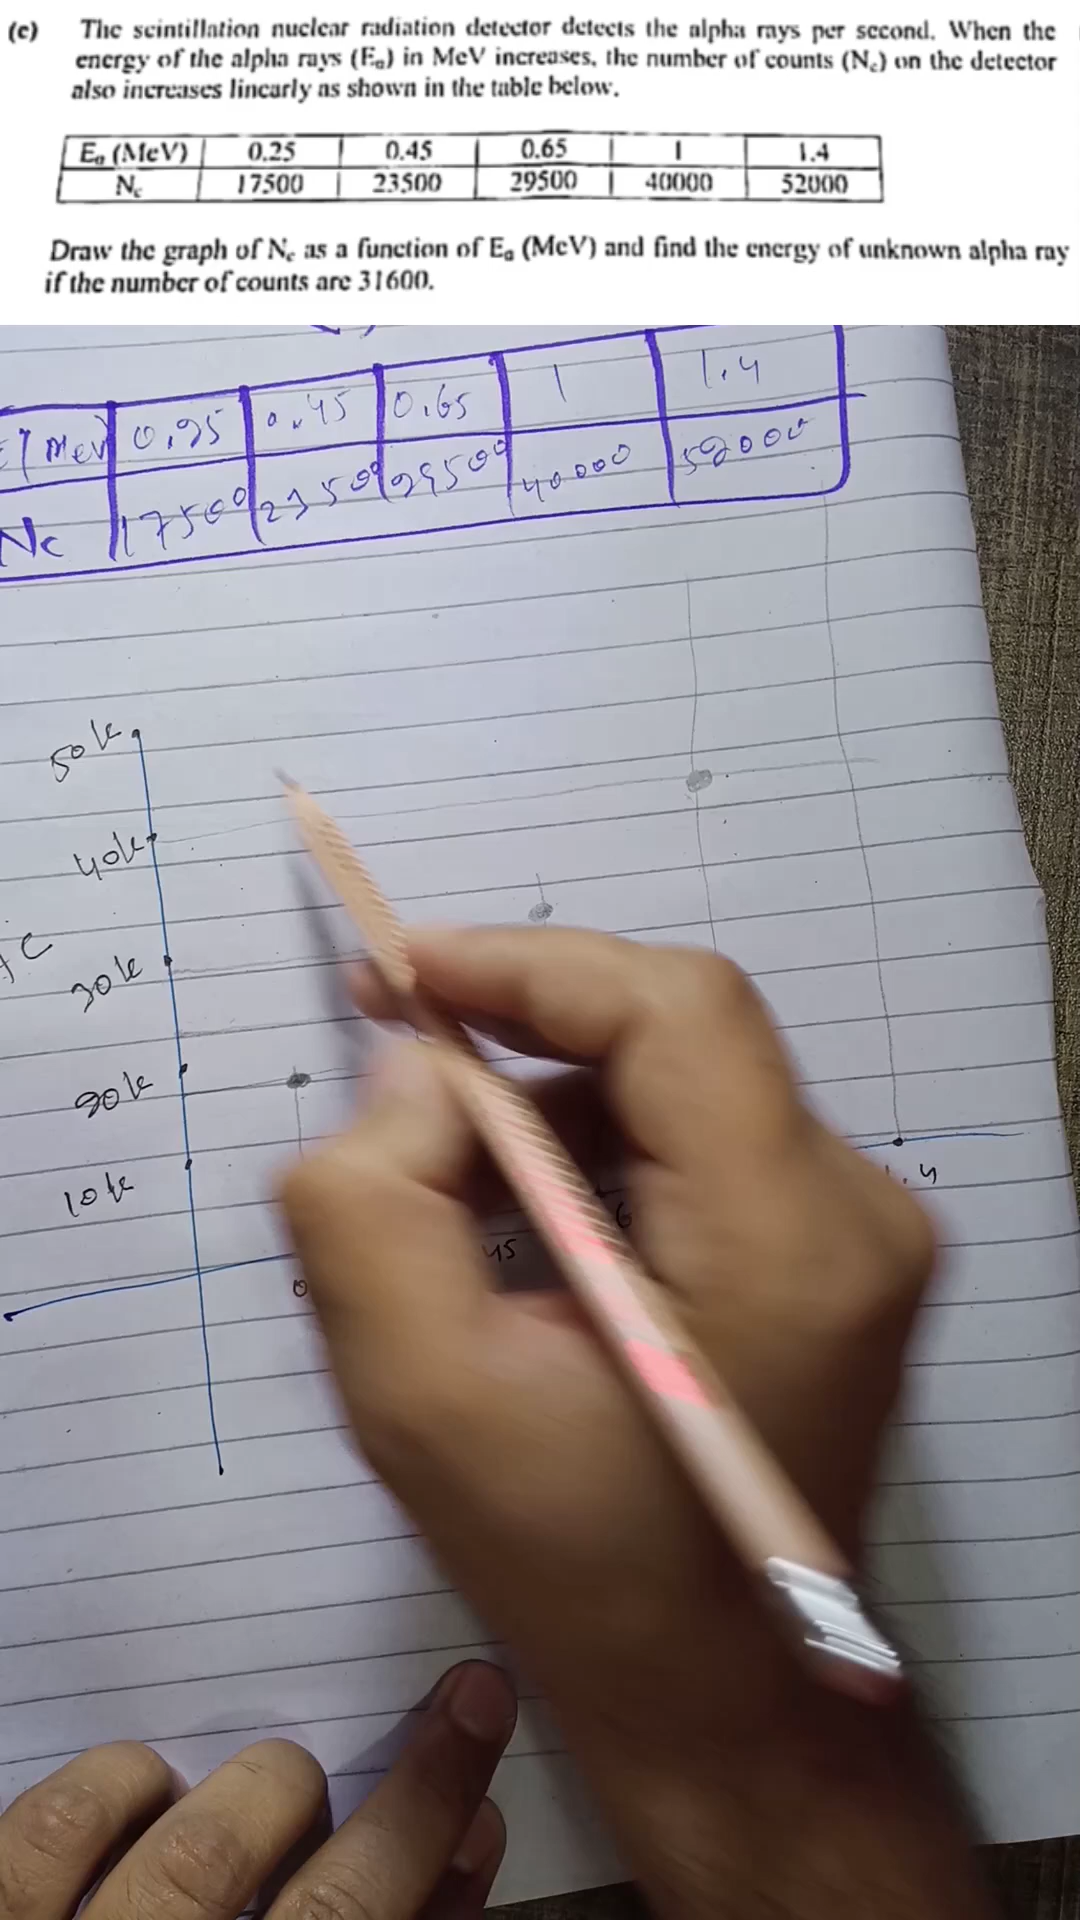 (c) The scintillation nuclear radiation detector detects the alpha rays per second. When the
energy of the alpha rays (Eα) in MeV increases, the number of counts (Nc) on the detector
also increases linearly as shown in the table below.
Eα (MeV) 0.25 0.45 0.65 1 1.4
Nc 17500 23500 29500 40000 52000
Draw the graph of Nc as a function of Eα (MeV) and find the energy of unknown alpha ray
if the number of counts are 31600.
(MeV) 0.25 0.45 0.65 1 1.4
Nc 17500 23500 29500 40000 52000
50k
40k
30k
20k
10k
.4
45
6
0